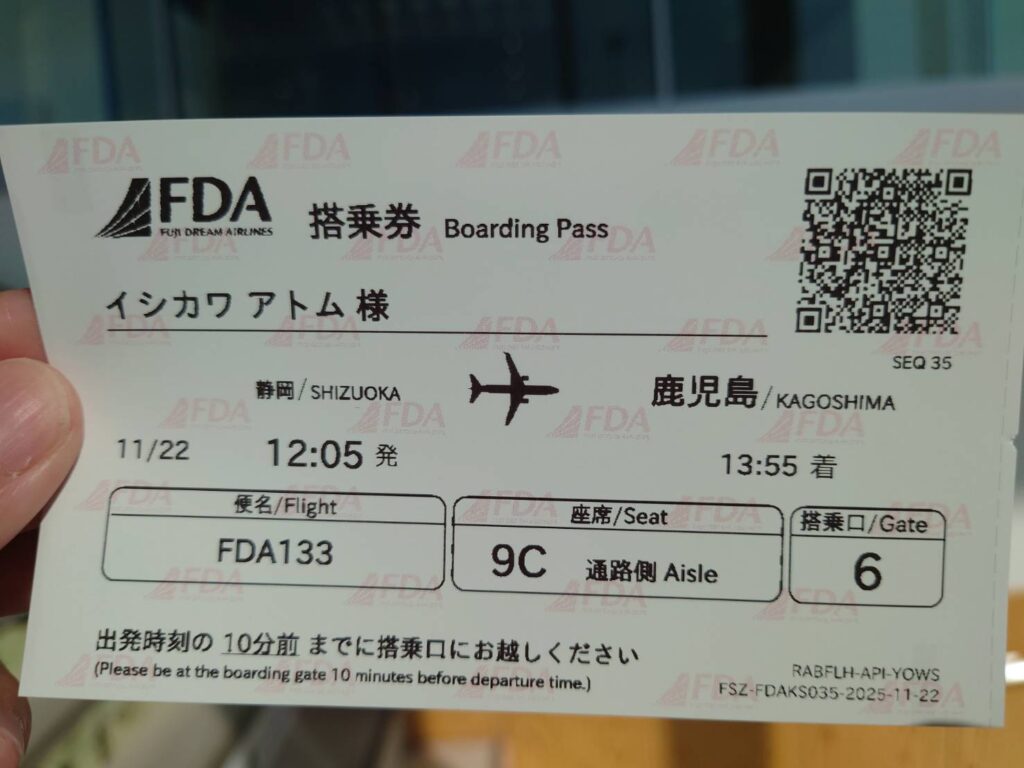 FDA
FUJI DREAM AIRLINES
搭乗券 Boarding Pass
イシカワ アトム 様
SEQ 35
静岡/SHIZUOKA
鹿児島/KAGOSHIMA
11/22 12:05 発
13:55 着
便名/Flight
FDA133
座席/Seat
9C 通路側 Aisle
搭乗口/Gate
6
出発時刻の 10分前 までに搭乗口にお越しください
(Please be at the boarding gate 10 minutes before departure time.)
RABFLH-API-YOWS
FSZ-FDAKS035-2025-11-22